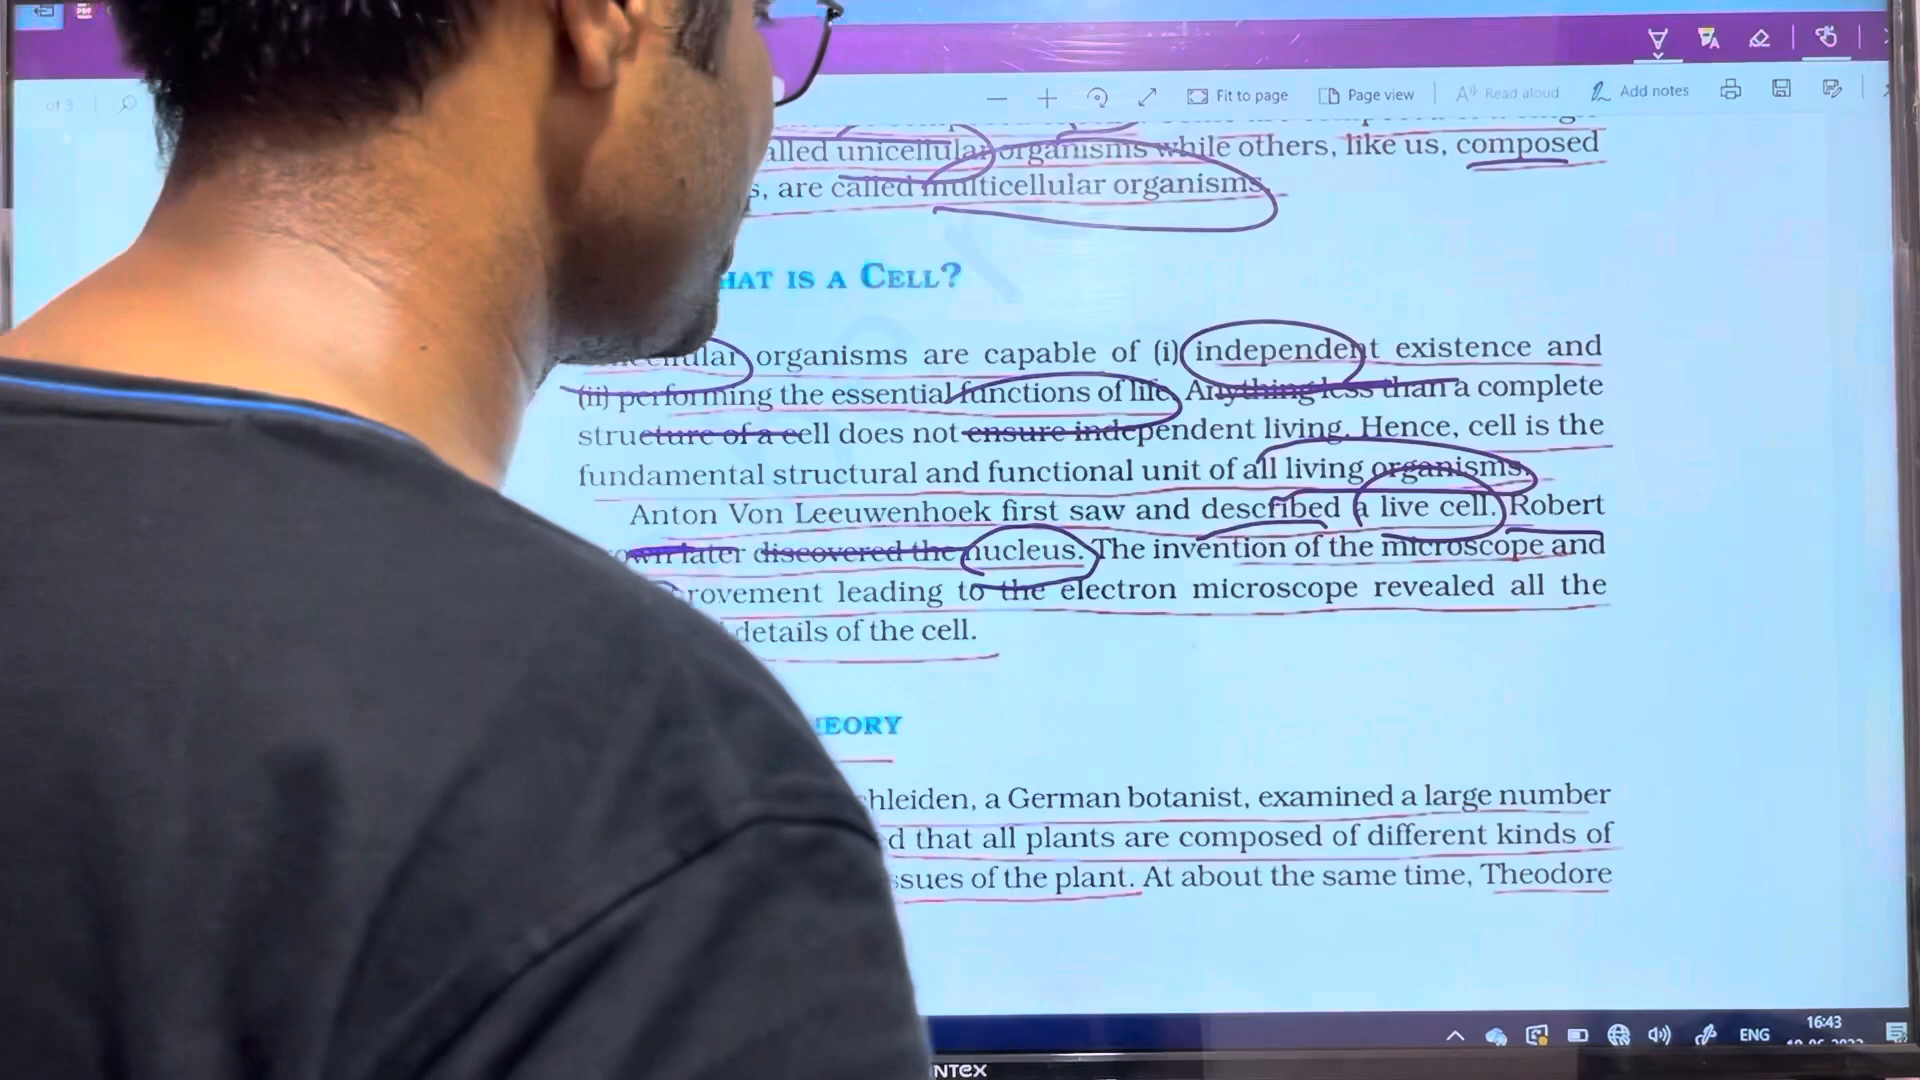 of 3
Fit to page
Page view
Read aloud
Add notes
alled unicellular organisms while others, like us, composed
s, are called multicellular organisms.
HAT IS A CELL?
organisms are capable of (i) independent existence and
(ii) performing the essential functions of life. Anything less than a complete
structure of a cell does not ensure independent living. Hence, cell is the
fundamental structural and functional unit of all living organisms.
Anton Von Leeuwenhoek first saw and described a live cell. Robert
own later discovered the nucleus. The invention of the microscope and
rovement leading to the electron microscope revealed all the
details of the cell.
EORY
hleiden, a German botanist, examined a large number
d that all plants are composed of different kinds of
ssues of the plant. At about the same time, Theodore
ENG
16:43
NTEX